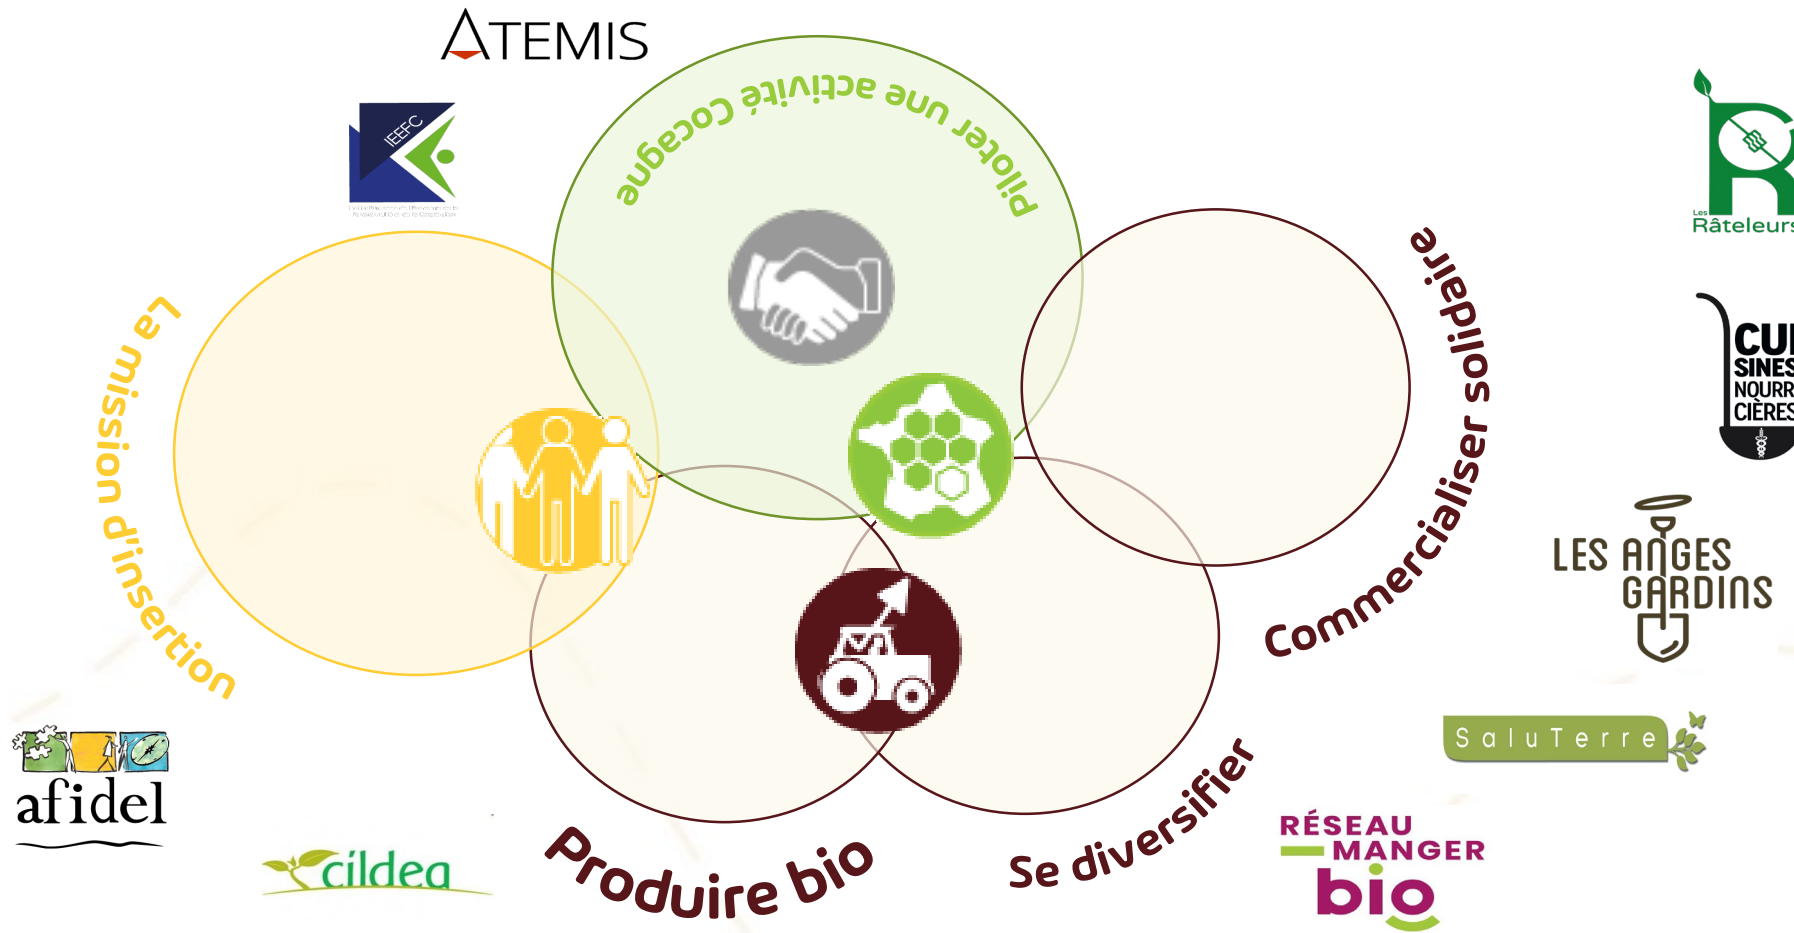 ATEMIS
Piloter une activité Cocagne
IEEFC
Les
Râteleurs
La mission d'insertion
Commercialiser solidaire
CUI
SINES
NOURR
CIÈRES
LES ANGES
GARDINS
SaluTerre
afidel
cildea
Produire bio
Se diversifier
RÉSEAU
MANGER
bio